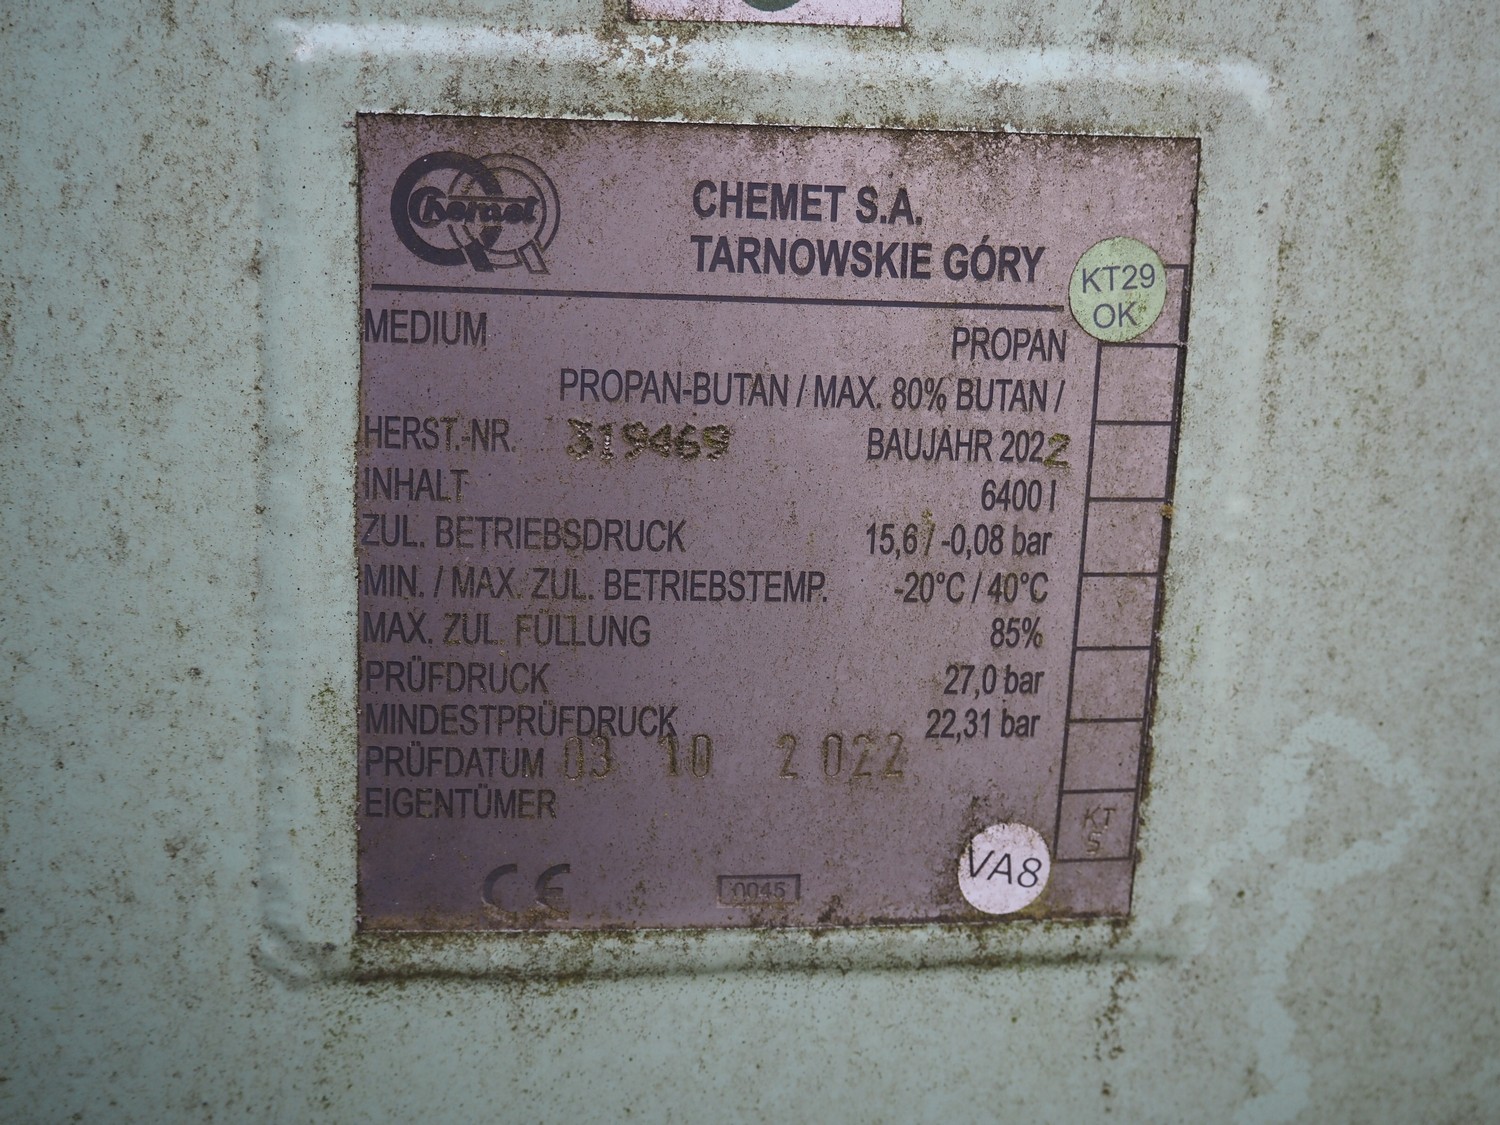 Chemet
CHEMET S.A.
TARNOWSKIE GÓRY
KT29
OK
MEDIUM PROPAN
PROPAN-BUTAN / MAX. 80% BUTAN /
HERST.-NR. 319469 BAUJAHR 2022
INHALT 6400 l
ZUL. BETRIEBSDRUCK 15,6 / -0,08 bar
MIN. / MAX. ZUL. BETRIEBSTEMP. -20°C / 40°C
MAX. ZUL. FÜLLUNG 85%
PRÜFDRUCK 27,0 bar
MINDESTPRÜFDRUCK 22,31 bar
PRÜFDATUM 03 10 2022
EIGENTÜMER
KT
S
CE 0045
VA8